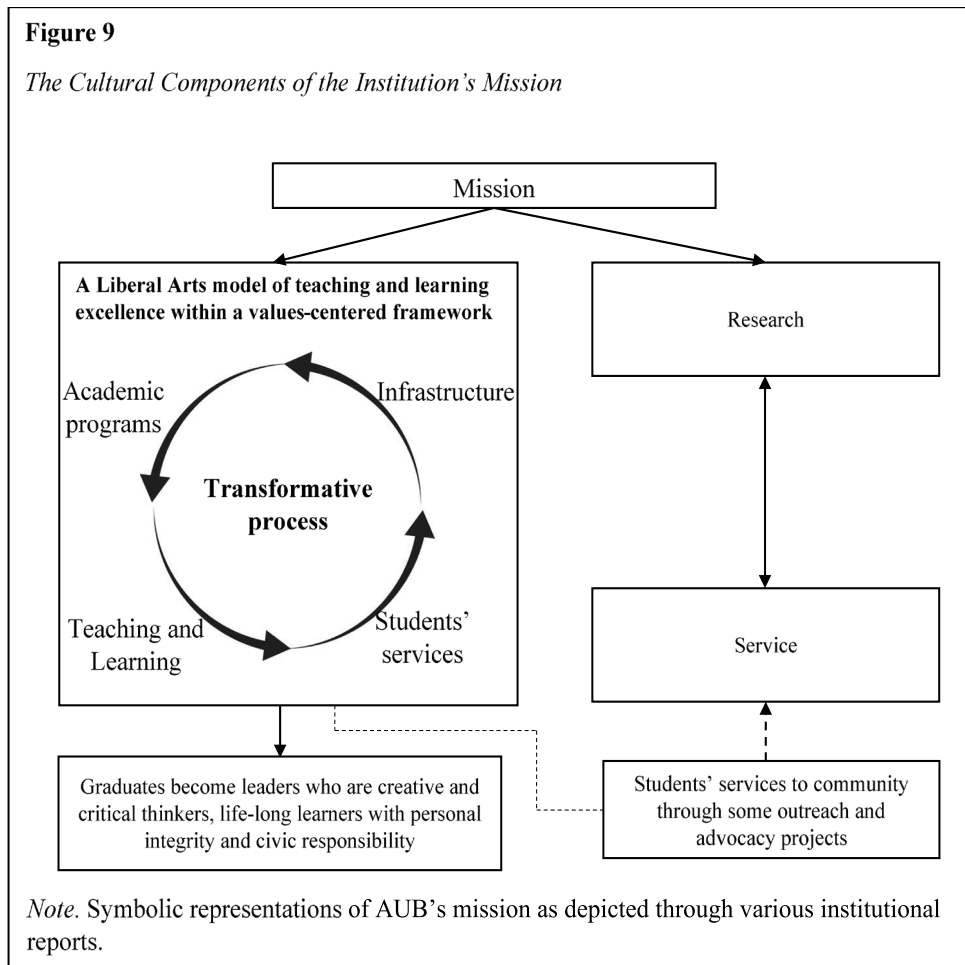 Figure 9
The Cultural Components of the Institution’s Mission
Mission
A Liberal Arts model of teaching and learning
excellence within a values-centered framework
Academic
programs
Infrastructure
Transformative
process
Teaching and
Learning
Students’
services
Research
Service
Graduates become leaders who are creative and
critical thinkers, life-long learners with personal
integrity and civic responsibility
Students’ services to community
through some outreach and
advocacy projects
Note. Symbolic representations of AUB’s mission as depicted through various institutional
reports.